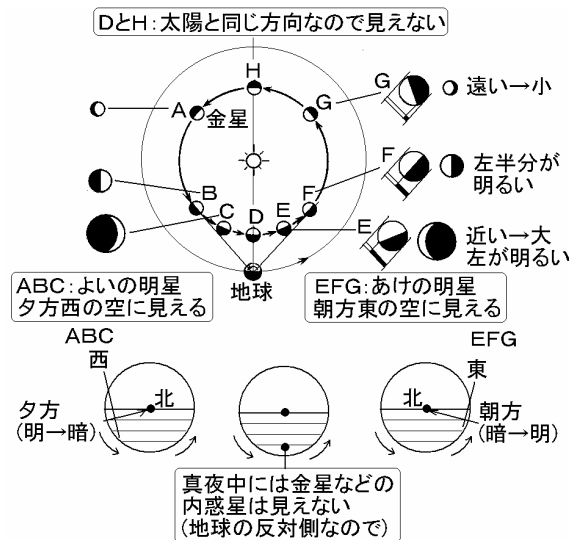 DとH:太陽と同じ方向なので見えない
H
A
金星
G
G
遠い→小
F
左半分が
明るい
B
C
D
E
F
E
近い→大
左が明るい
地球
ABC:よいの明星
夕方西の空に見える
EFG:あけの明星
朝方東の空に見える
ABC
西
北
夕方
(明→暗)
EFG
東
北
朝方
(暗→明)
真夜中には金星などの
内惑星は見えない
(地球の反対側なので)